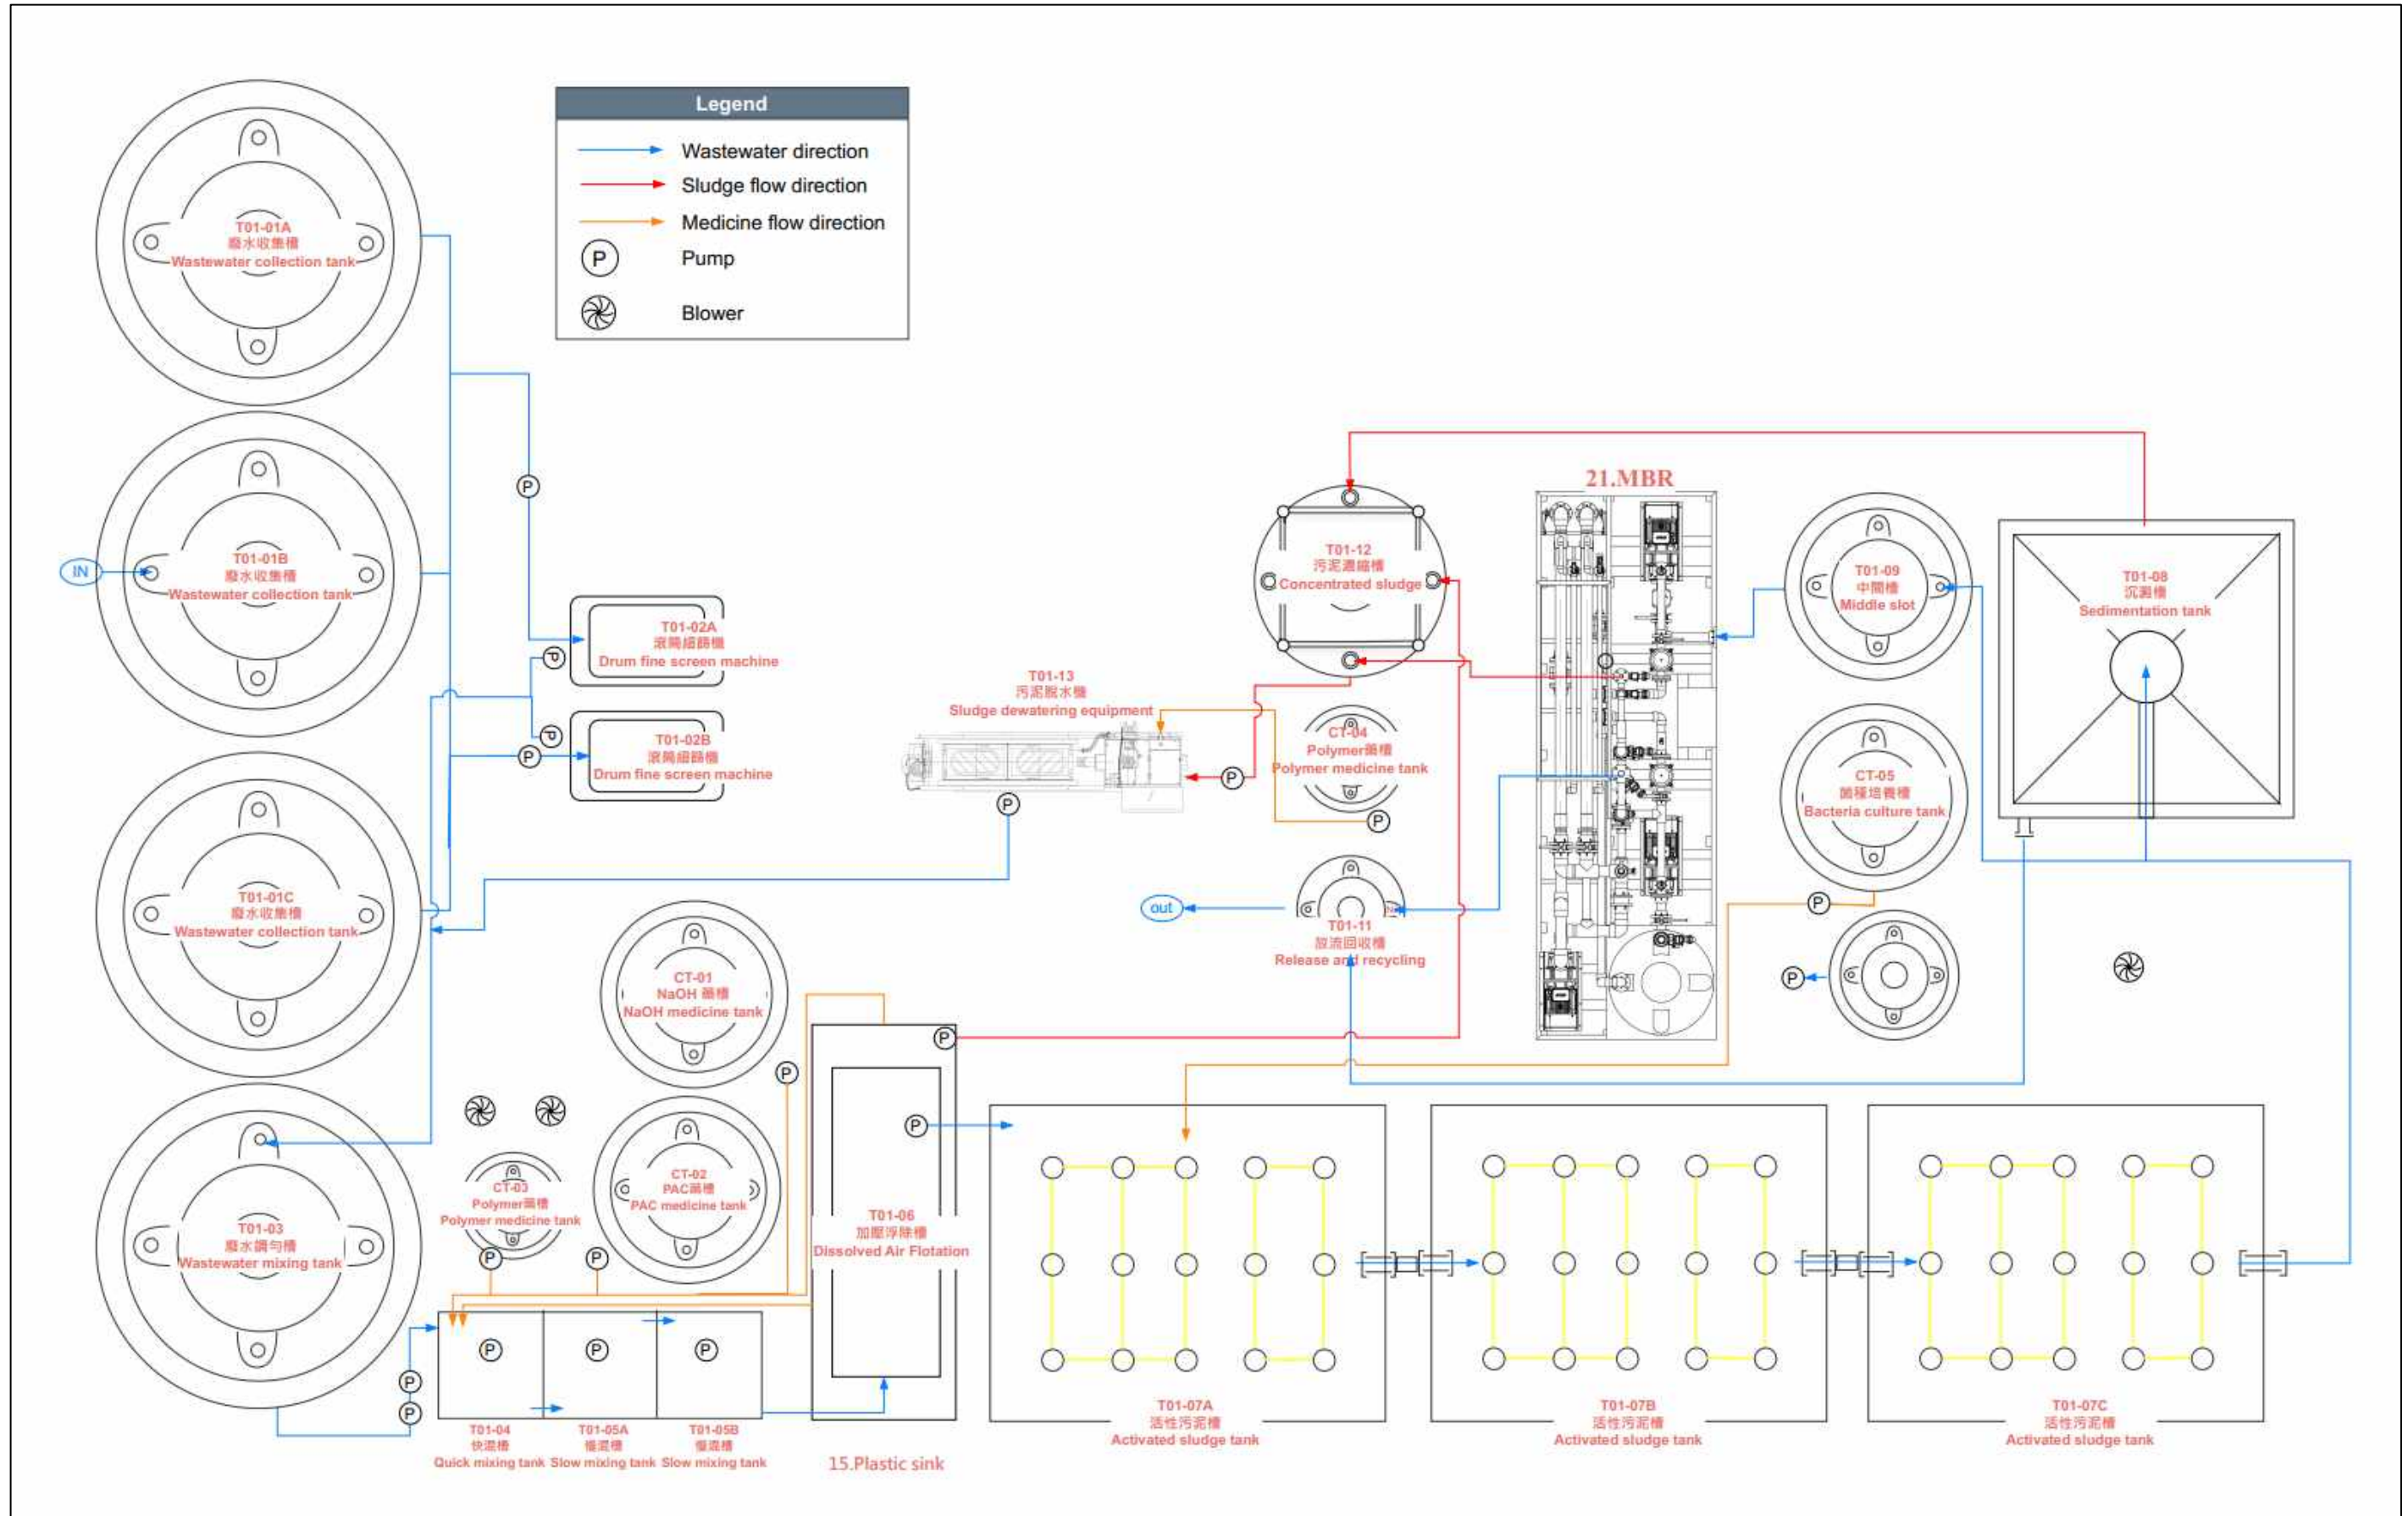 Legend
Wastewater direction
Sludge flow direction
Medicine flow direction
P
Pump
Blower
T01-01A
廢水收集槽
Wastewater collection tank
IN
T01-01B
廢水收集槽
Wastewater collection tank
T01-01C
廢水收集槽
Wastewater collection tank
T01-03
廢水調勻槽
Wastewater mixing tank
P
P
P
P
T01-02A
滾筒細篩機
Drum fine screen machine
T01-02B
滾筒細篩機
Drum fine screen machine
T01-13
污泥脫水機
Sludge dewatering equipment
P
P
T01-12
污泥濃縮槽
Concentrated sludge
CT-04
Polymer藥槽
Polymer medicine tank
P
out
T01-11
放流回收槽
Release and recycling
21.MBR
T01-09
中間槽
Middle slot
T01-08
沉澱槽
Sedimentation tank
CT-05
菌種培養槽
Bacteria culture tank
P
P
CT-01
NaOH 藥槽
NaOH medicine tank
P
CT-02
PAC藥槽
PAC medicine tank
CT-03
Polymer藥槽
Polymer medicine tank
P
P
P
P
T01-06
加壓浮除槽
Dissolved Air Flotation
P
P
P
P
P
T01-04
快混槽
Quick mixing tank
T01-05A
慢混槽
Slow mixing tank
T01-05B
慢混槽
Slow mixing tank
15.Plastic sink
T01-07A
活性污泥槽
Activated sludge tank
T01-07B
活性污泥槽
Activated sludge tank
T01-07C
活性污泥槽
Activated sludge tank